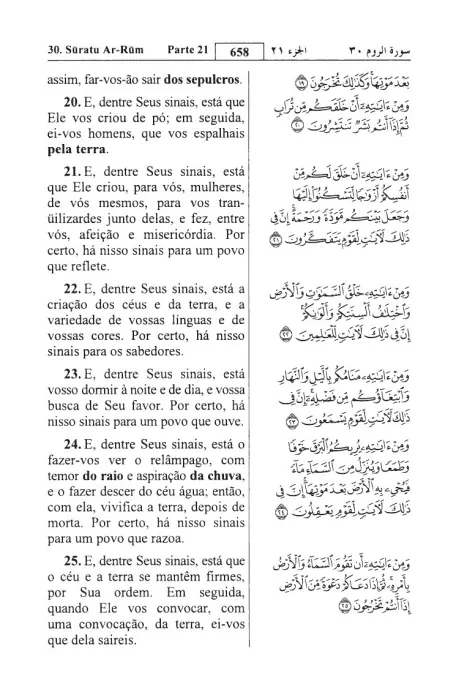 30. Sūratu Ar-Rūm Parte 21 658 الجزء ٢١ سورة الروم ٣٠
assim, far-vos-ão sair dos sepulcros.
20. E, dentre Seus sinais, está que
Ele vos criou de pó; em seguida,
ei-vos homens, que vos espalhais
pela terra.
21. E, dentre Seus sinais, está
que Ele criou, para vós, mulheres,
de vós mesmos, para vos tran-
üilizardes junto delas, e fez, entre
vós, afeição e misericórdia. Por
certo, há nisso sinais para um povo
que reflete.
22. E, dentre Seus sinais, está a
criação dos céus e da terra, e a
variedade de vossas línguas e de
vossas cores. Por certo, há nisso
sinais para os sabedores.
23. E, dentre Seus sinais, está
vosso dormir à noite e de dia, e vossa
busca de Seu favor. Por certo, há
nisso sinais para um povo que ouve.
24. E, dentre Seus sinais, está o
fazer-vos ver o relâmpago, com
temor do raio e aspiração da chuva,
e o fazer descer do céu água; então,
com ela, vivifica a terra, depois de
morta. Por certo, há nisso sinais
para um povo que razoa.
25. E, dentre Seus sinais, está que
o céu e a terra se mantêm firmes,
por Sua ordem. Em seguida,
quando Ele vos convocar, com
uma convocação, da terra, ei-vos
que dela saireis.
بَعْدَ مَوْتِهَا وَكَذَٰلِكَ تُخْرَجُونَ ١٩
وَمِنْ ءَايَٰتِهِۦٓ أَنْ خَلَقَكُم مِّن تُرَابٍ
ثُمَّ إِذَآ أَنتُم بَشَرٌ تَنتَشِرُونَ ٢٠
وَمِنْ ءَايَٰتِهِۦٓ أَنْ خَلَقَ لَكُم مِّنْ
أَنفُسِكُمْ أَزْوَٰجًا لِّتَسْكُنُوٓا۟ إِلَيْهَا
وَجَعَلَ بَيْنَكُم مَّوَدَّةً وَرَحْمَةً إِنَّ فِى
ذَٰلِكَ لَءَايَٰتٍ لِّقَوْمٍ يَتَفَكَّرُونَ ٢١
وَمِنْ ءَايَٰتِهِۦ خَلْقُ ٱلسَّمَٰوَٰتِ وَٱلْأَرْضِ
وَٱخْتِلَٰفُ أَلْسِنَتِكُمْ وَأَلْوَٰنِكُمْ
إِنَّ فِى ذَٰلِكَ لَءَايَٰتٍ لِّلْعَٰلِمِينَ ٢٢
وَمِنْ ءَايَٰتِهِۦ مَنَامُكُم بِٱلَّيْلِ وَٱلنَّهَارِ
وَٱبْتِغَآؤُكُم مِّن فَضْلِهِۦٓ إِنَّ فِى
ذَٰلِكَ لَءَايَٰتٍ لِّقَوْمٍ يَسْمَعُونَ ٢٣
وَمِنْ ءَايَٰتِهِۦ يُرِيكُمُ ٱلْبَرْقَ خَوْفًا
وَطَمَعًا وَيُنَزِّلُ مِنَ ٱلسَّمَآءِ مَآءً
فَيُحْىِۦ بِهِ ٱلْأَرْضَ بَعْدَ مَوْتِهَآ إِنَّ فِى
ذَٰلِكَ لَءَايَٰتٍ لِّقَوْمٍ يَعْقِلُونَ ٢٤
وَمِنْ ءَايَٰتِهِۦٓ أَن تَقُومَ ٱلسَّمَآءُ وَٱلْأَرْضُ
بِأَمْرِهِۦ ثُمَّ إِذَا دَعَاكُمْ دَعْوَةً مِّنَ ٱلْأَرْضِ
إِذَآ أَنتُمْ تَخْرُجُونَ ٢٥